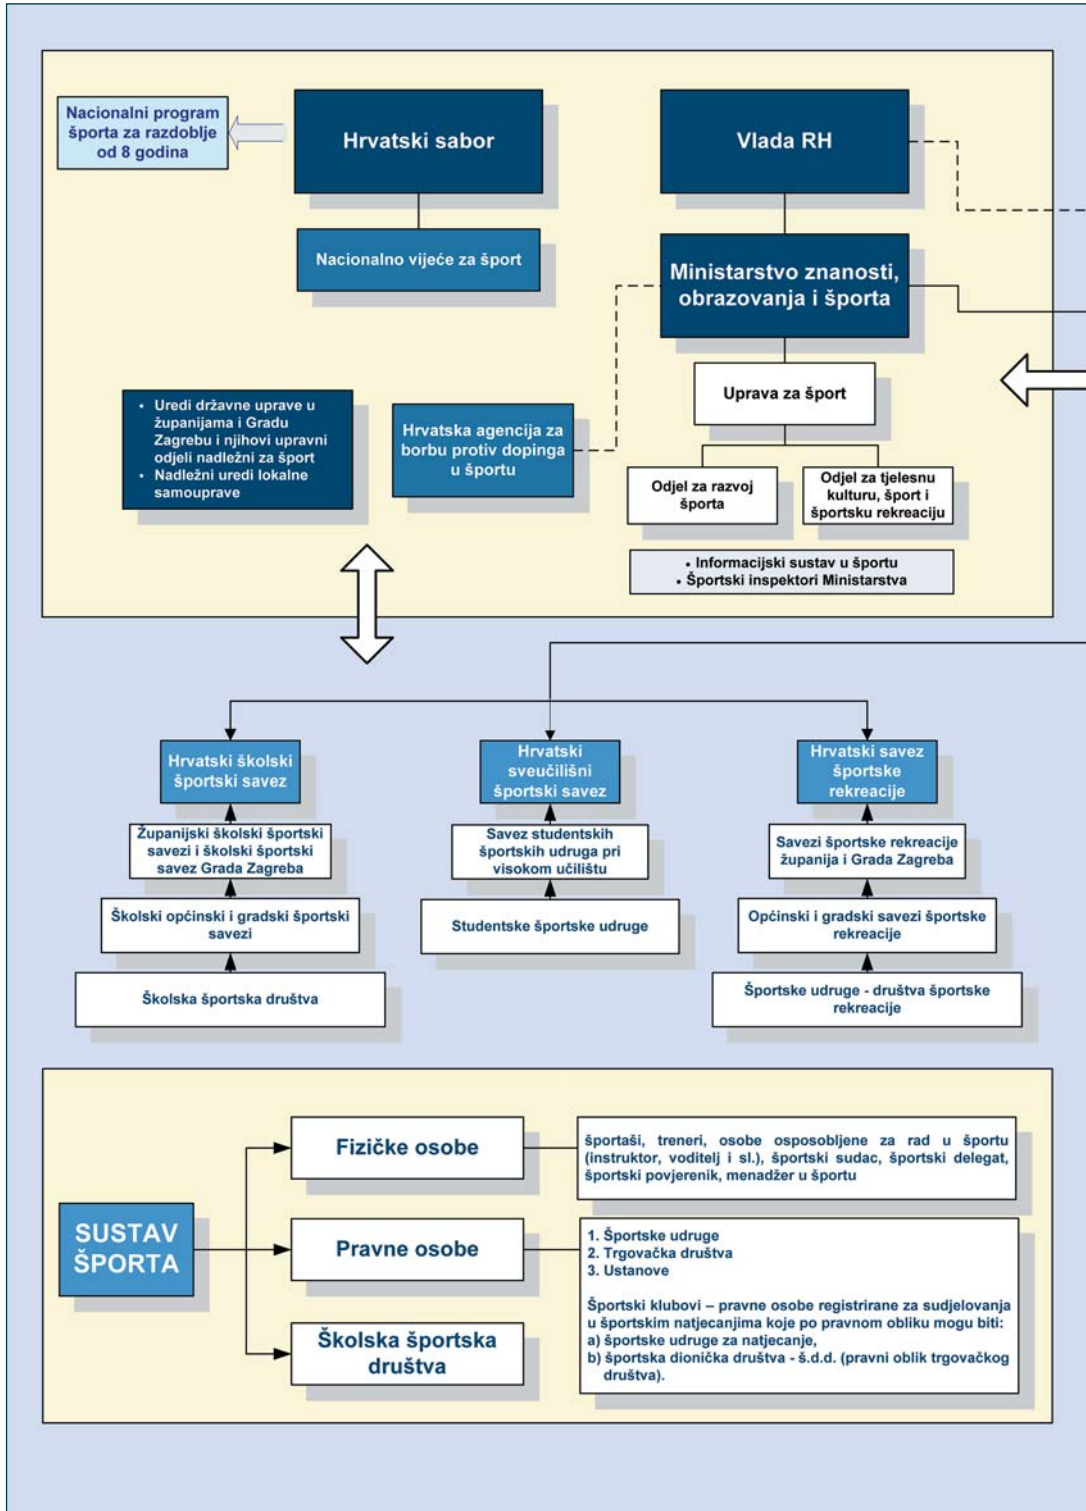 Nacionalni program
športa za razdoblje
od 8 godina
Hrvatski sabor
Vlada RH
Nacionalno vijeće za šport
Ministarstvo znanosti,
obrazovanja i športa
Uprava za šport
• Uredi državne uprave u
županijama i Gradu
Zagrebu i njihovi upravni
odjeli nadležni za šport
• Nadležni uredi lokalne
samouprave
Hrvatska agencija za
borbu protiv dopinga
u športu
Odjel za razvoj
športa
Odjel za tjelesnu
kulturu, šport i
športsku rekreaciju
• Informacijski sustav u športu
• Športski inspektori Ministarstva
Hrvatski školski
športski savez
Hrvatski
sveučilišni
športski savez
Hrvatski savez
športske
rekreacije
Županijski školski športski
savezi i školski športski
savez Grada Zagreba
Savez studentskih
športskih udruga pri
visokom učilištu
Savezi športske rekreacije
županija i Grada Zagreba
Školski općinski i gradski športski
savezi
Studentske športske udruge
Općinski i gradski savezi športske
rekreacije
Školska športska društva
Športske udruge - društva športske
rekreacije
SUSTAV
ŠPORTA
Fizičke osobe
športaši, treneri, osobe osposobljene za rad u športu
(instruktor, voditelj i sl.), športski sudac, športski delegat,
športski povjerenik, menadžer u športu
Pravne osobe
1. Športske udruge
2. Trgovačka društva
3. Ustanove
Športski klubovi – pravne osobe registrirane za sudjelovanja
u športskim natjecanjima koje po pravnom obliku mogu biti:
a) športske udruge za natjecanje,
b) športska dionička društva - š.d.d. (pravni oblik trgovačkog
društva).
Školska športska
društva